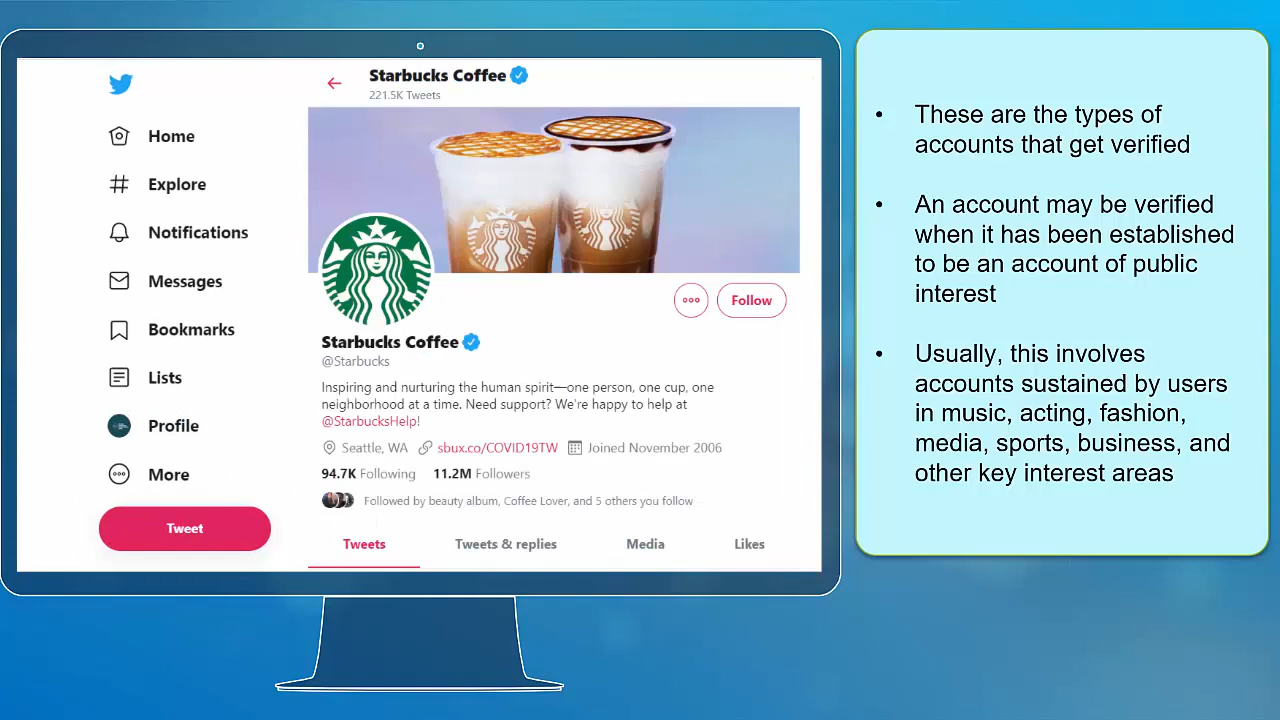 Starbucks Coffee
221.5K Tweets
Home
Explore
Notifications
Messages
Bookmarks
Lists
Profile
More
Tweet
Follow
Starbucks Coffee
@Starbucks
Inspiring and nurturing the human spirit—one person, one cup, one
neighborhood at a time. Need support? We're happy to help at
@StarbucksHelp!
Seattle, WA sbux.co/COVID19TW Joined November 2006
94.7K Following 11.2M Followers
Followed by beauty album, Coffee Lover, and 5 others you follow
Tweets Tweets & replies Media Likes
• These are the types of
accounts that get verified
• An account may be verified
when it has been established
to be an account of public
interest
• Usually, this involves
accounts sustained by users
in music, acting, fashion,
media, sports, business, and
other key interest areas